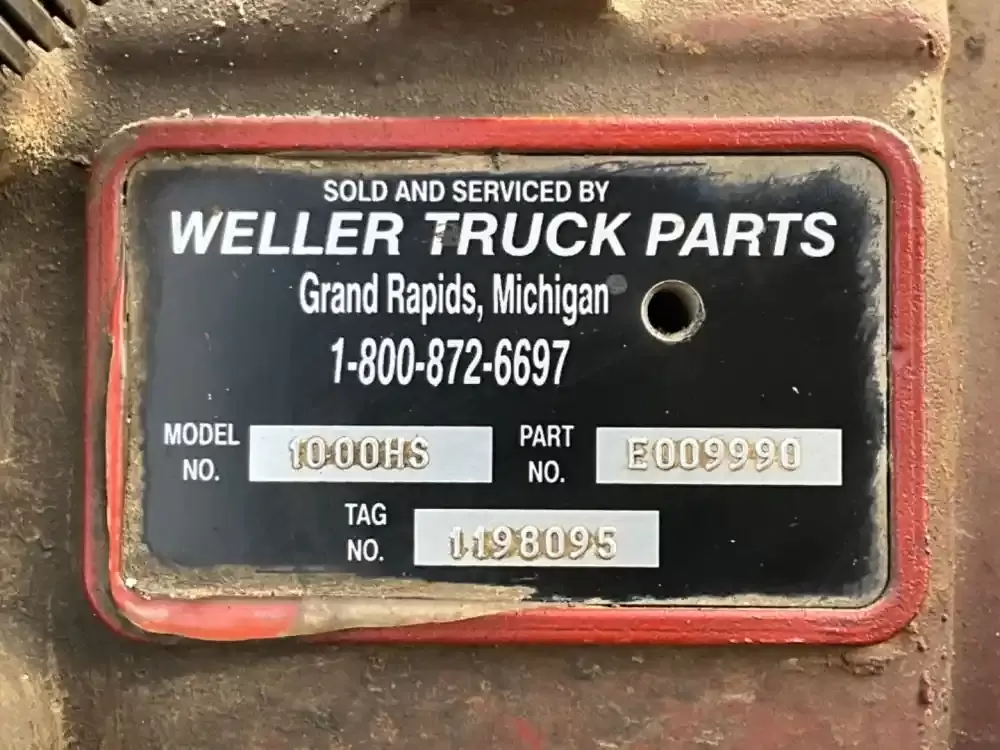 SOLD AND SERVICED BY
WELLER TRUCK PARTS
Grand Rapids, Michigan
1-800-872-6697
MODEL NO. 1000HS PART NO. E009990
TAG NO. 1198095